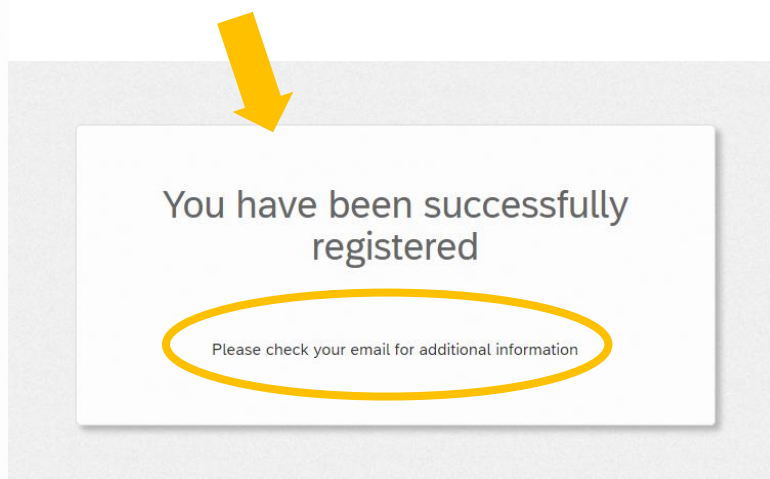 You have been successfully
registered
Please check your email for additional information